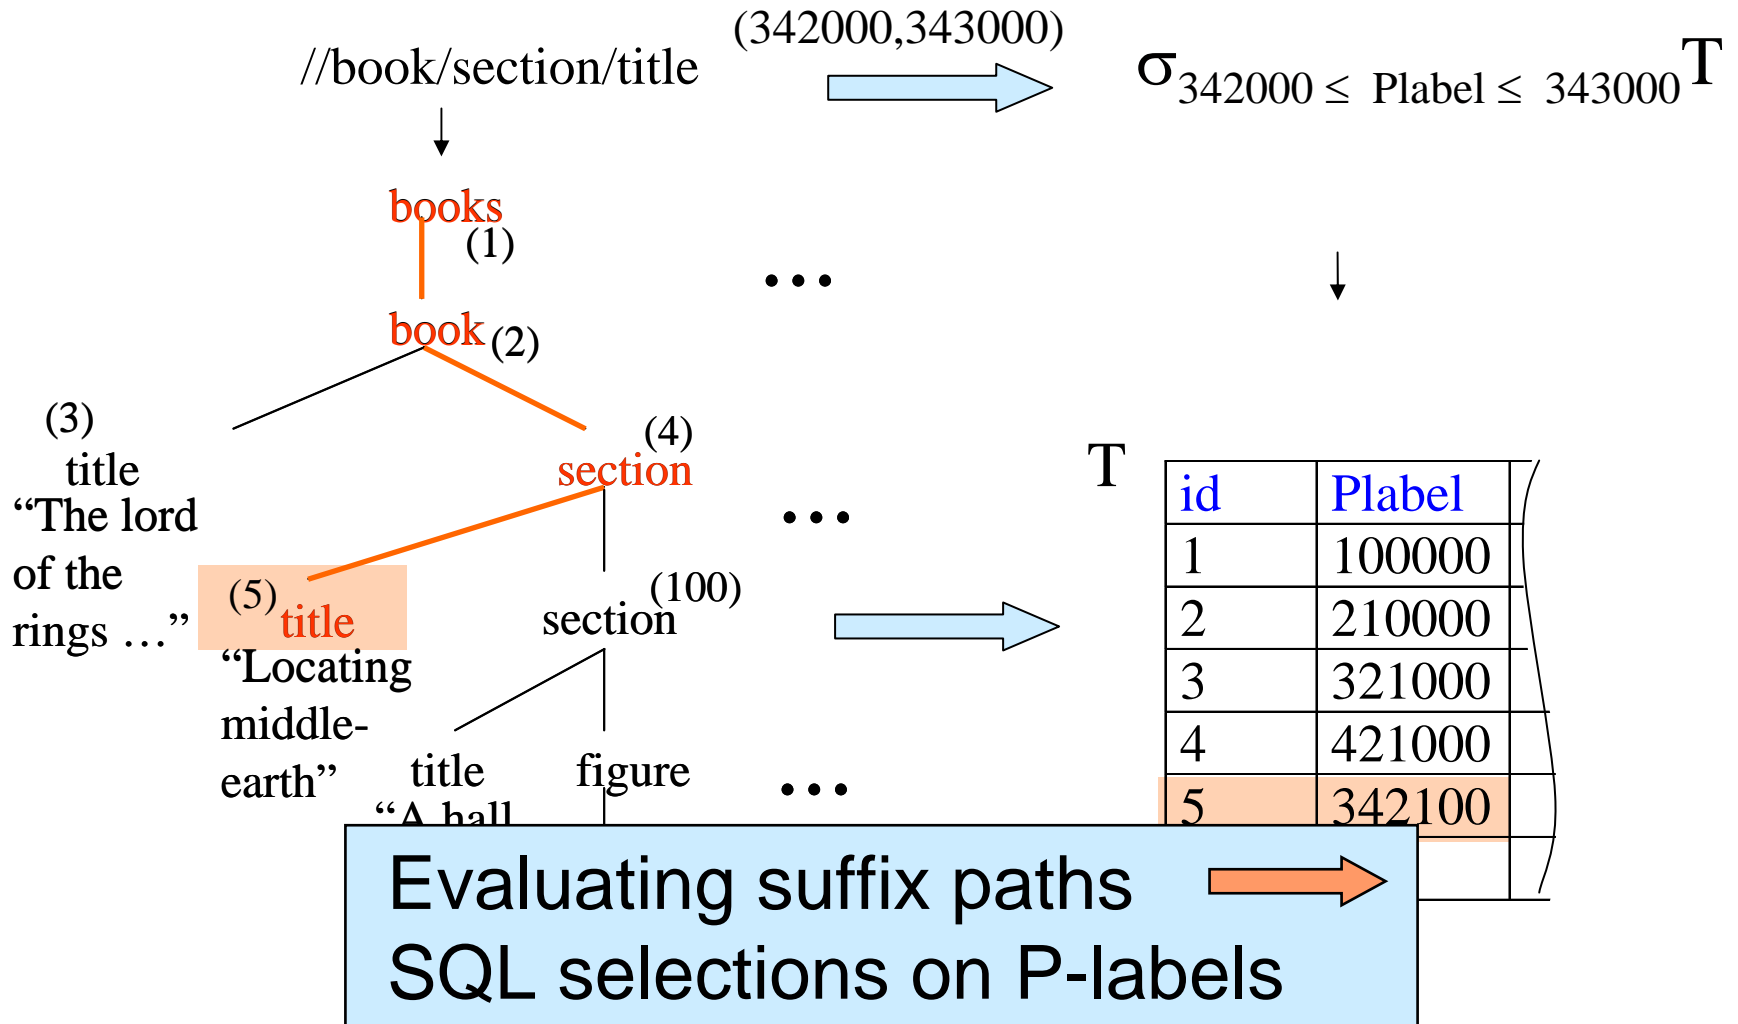 (342000,343000)
//book/section/title
σ342000 ≤ Plabel ≤ 343000T
books
(1)
...
book
(2)
(3)
title
“The lord
of the
rings …”
(4)
section
...
(5)
title
“Locating
middle-
earth”
section
(100)
title
“A hall
figure
...
T
id Plabel
1 100000
2 210000
3 321000
4 421000
5 342100
Evaluating suffix paths
SQL selections on P-labels